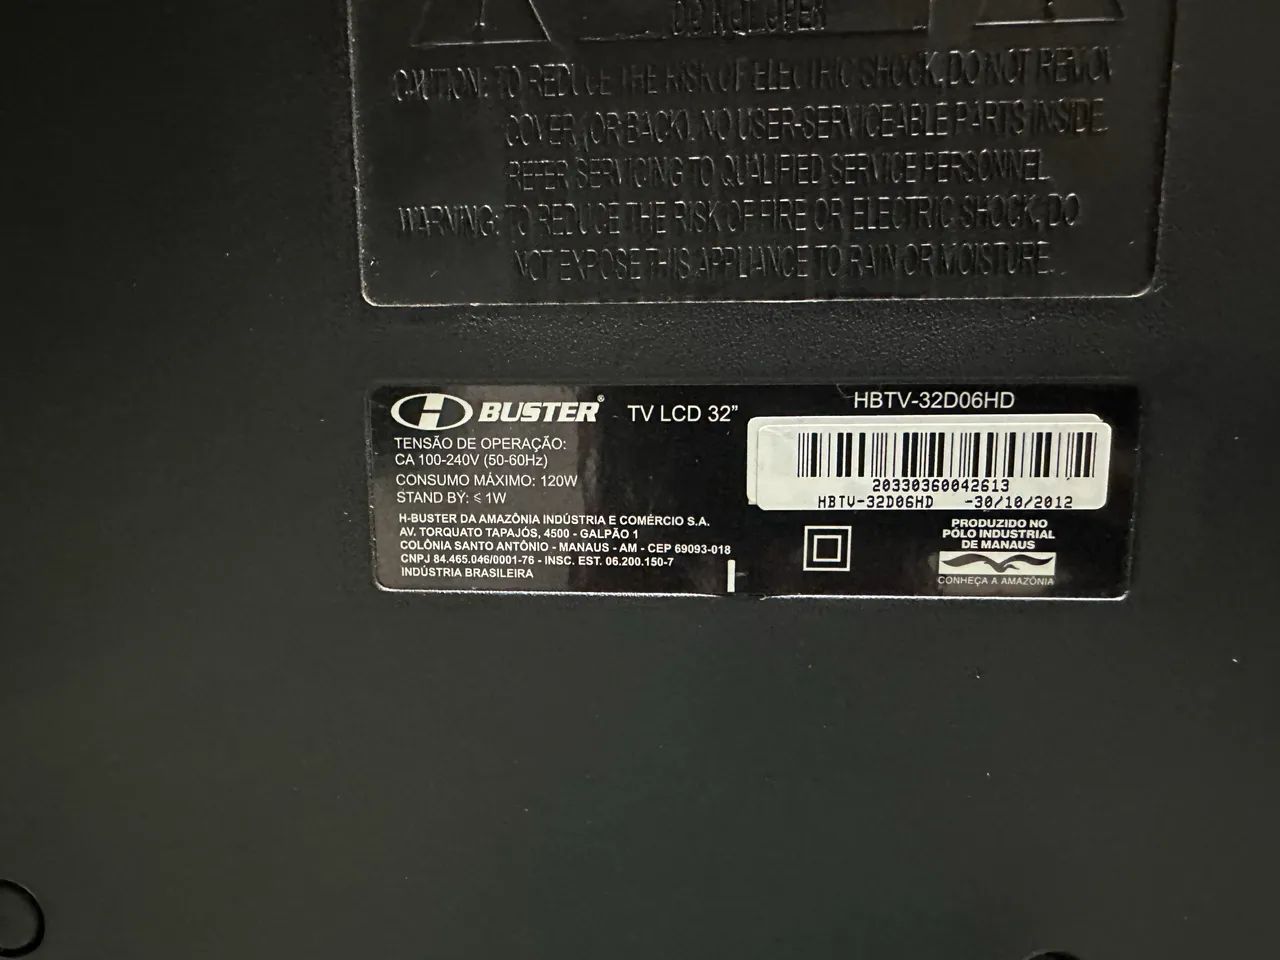 DO NOT OPEN
CAUTION: TO REDUCE THE RISK OF ELECTRIC SHOCK, DO NOT REMOV
COVER (OR BACK). NO USER-SERVICEABLE PARTS INSIDE.
REFER SERVICING TO QUALIFIED SERVICE PERSONNEL.
WARNING: TO REDUCE THE RISK OF FIRE OR ELECTRIC SHOCK, DO
NOT EXPOSE THIS APPLIANCE TO RAIN OR MOISTURE.
H BUSTER® TV LCD 32” HBTV-32D06HD
TENSÃO DE OPERAÇÃO:
CA 100-240V (50-60Hz)
CONSUMO MÁXIMO: 120W
STAND BY: ≤ 1W
H-BUSTER DA AMAZÔNIA INDÚSTRIA E COMÉRCIO S.A.
AV. TORQUATO TAPAJÓS, 4500 - GALPÃO 1
COLÔNIA SANTO ANTÔNIO - MANAUS - AM - CEP 69093-018
CNPJ 84.465.046/0001-76 - INSC. EST. 06.200.150-7
INDÚSTRIA BRASILEIRA
20330360042613
HBTV-32D06HD -30/10/2012
PRODUZIDO NO
PÓLO INDUSTRIAL
DE MANAUS
CONHEÇA A AMAZÔNIA